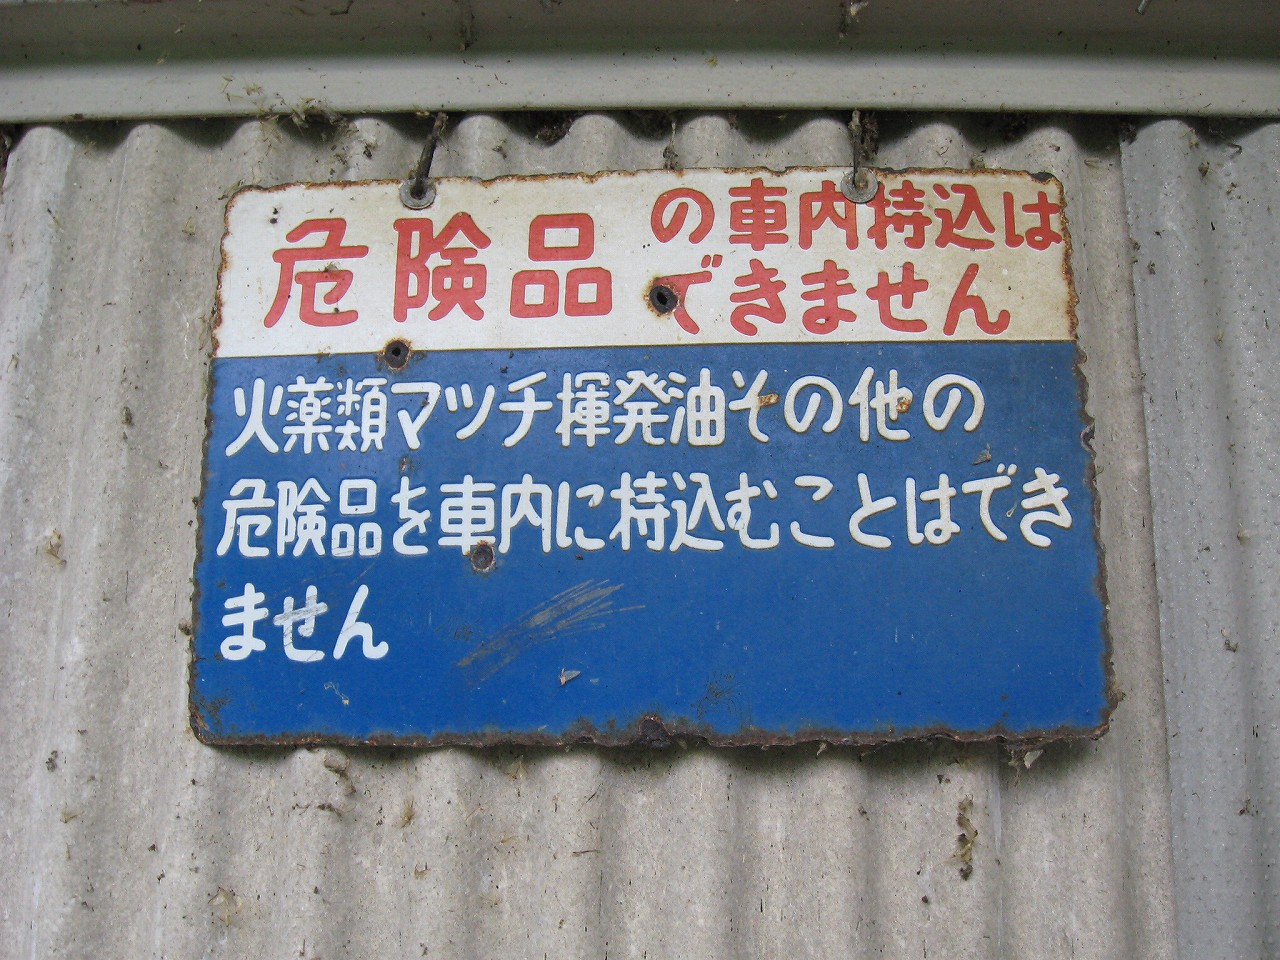 危険品の車内持込は
できません
火薬類マツチ揮発油その他の
危険品を車内に持込むことはでき
ません